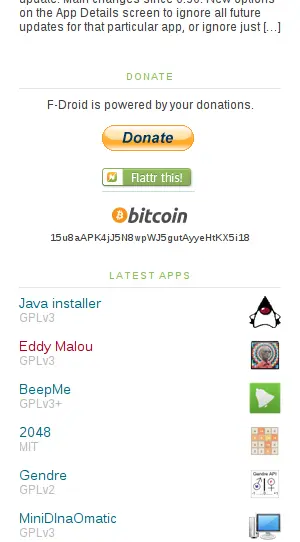 update. Main changes since 0.56: New options
on the App Details screen to ignore all future
updates for that particular app, or ignore just […]
DONATE
F-Droid is powered by your donations.
Donate
Flattr this!
bitcoin
15u8aAPK4jJ5N8wpWJ5gutAyyeHtKX5i18
LATEST APPS
Java installer
GPLv3
Eddy Malou
GPLv3
BeepMe
GPLv3+
2048
MIT
Gendre
GPLv2
Gendre API
MiniDlnaOmatic
GPLv3